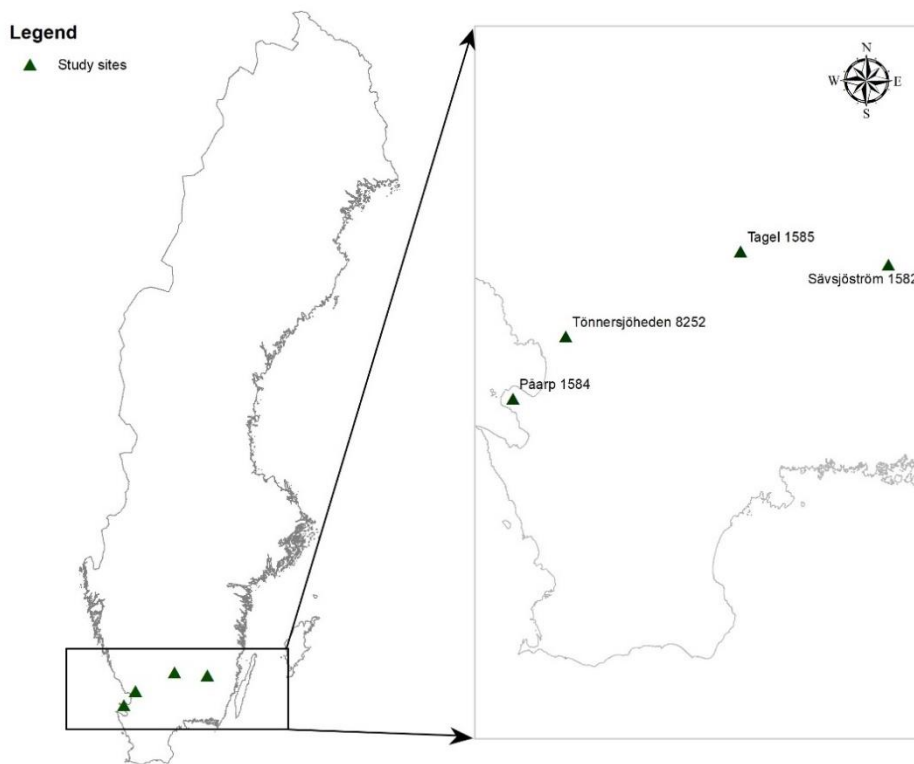 Legend
Study sites
N
W E
S
Tagel 1585
Sävsjöström 1582
Tönnersjöheden 8252
Påarp 1584